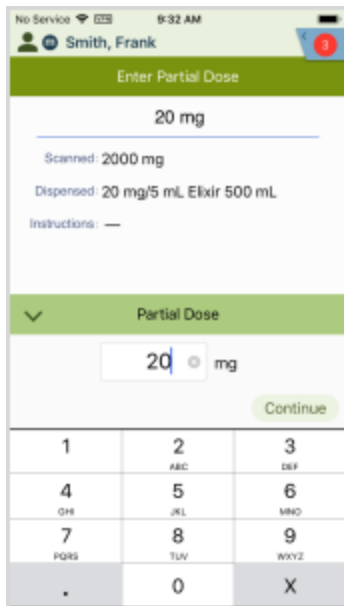 No Service 9:32 AM
Smith, Frank 3
Enter Partial Dose
20 mg
Scanned: 2000 mg
Dispensed: 20 mg/5 mL Elixir 500 mL
Instructions: —
Partial Dose
20 mg
Continue
1 2 3
ABC DEF
4 5 6
GHI JKL MNO
7 8 9
PQRS TUV WXYZ
. 0 X